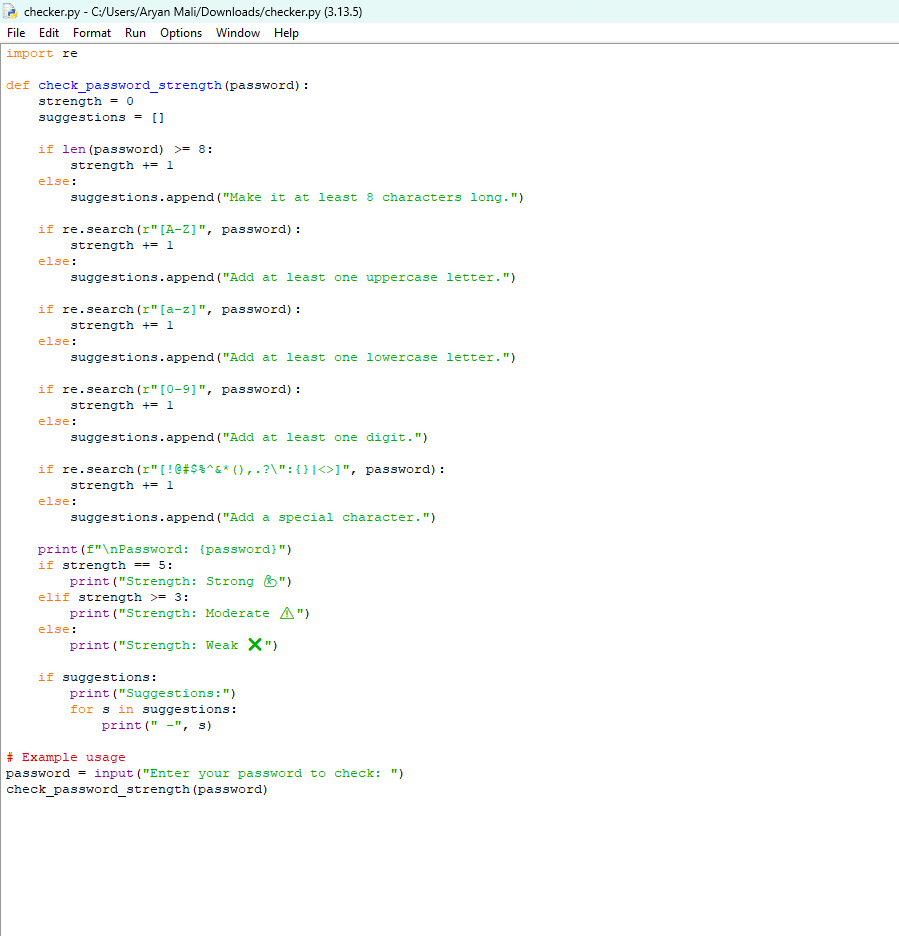 checker.py - C:/Users/Aryan Mali/Downloads/checker.py (3.13.5)
File Edit Format Run Options Window Help
import re

def check_password_strength(password):
    strength = 0
    suggestions = []

    if len(password) >= 8:
        strength += 1
    else:
        suggestions.append("Make it at least 8 characters long.")

    if re.search(r"[A-Z]", password):
        strength += 1
    else:
        suggestions.append("Add at least one uppercase letter.")

    if re.search(r"[a-z]", password):
        strength += 1
    else:
        suggestions.append("Add at least one lowercase letter.")

    if re.search(r"[0-9]", password):
        strength += 1
    else:
        suggestions.append("Add at least one digit.")

    if re.search(r"[!@#$%^&*(),.?\":{}|<>]", password):
        strength += 1
    else:
        suggestions.append("Add a special character.")

    print(f"\nPassword: {password}")
    if strength == 5:
        print("Strength: Strong 💪")
    elif strength >= 3:
        print("Strength: Moderate ⚠️")
    else:
        print("Strength: Weak ❌")

    if suggestions:
        print("Suggestions:")
        for s in suggestions:
            print(" -", s)

# Example usage
password = input("Enter your password to check: ")
check_password_strength(password)